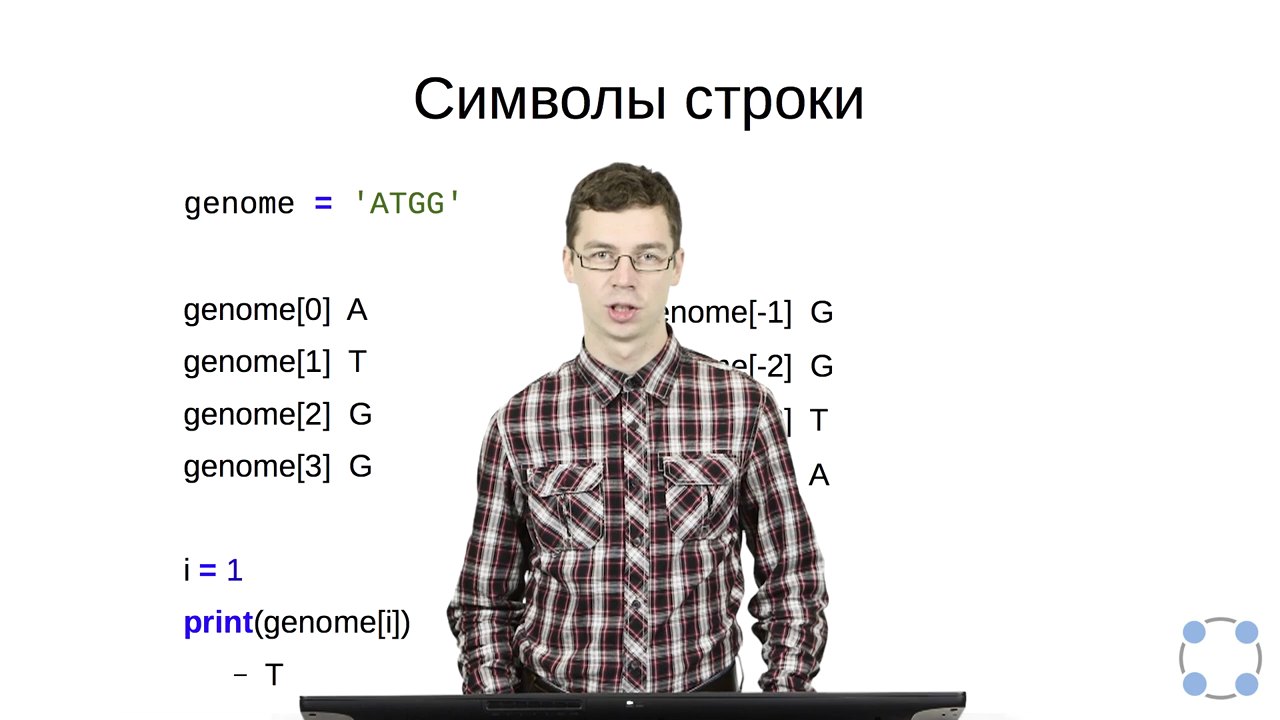 Символы строки
genome = 'ATGG'
genome[0] A
genome[1] T
genome[2] G
genome[3] G
enome[-1] G
e[-2] G
] T
A
i = 1
print(genome[i])
– T